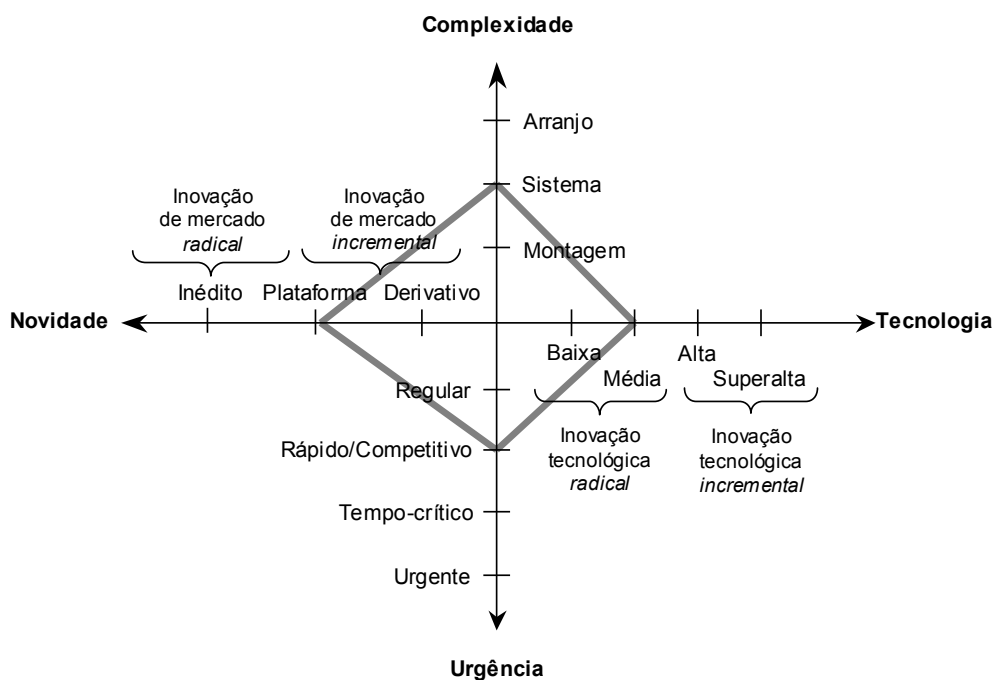 Complexidade
Arranjo
Sistema
Montagem
Inovação
de mercado
radical
Inovação
de mercado
incremental
Inédito
Plataforma
Derivativo
Novidade
Tecnologia
Baixa
Média
Alta
Superalta
Inovação
tecnológica
radical
Inovação
tecnológica
incremental
Regular
Rápido/Competitivo
Tempo-crítico
Urgente
Urgência